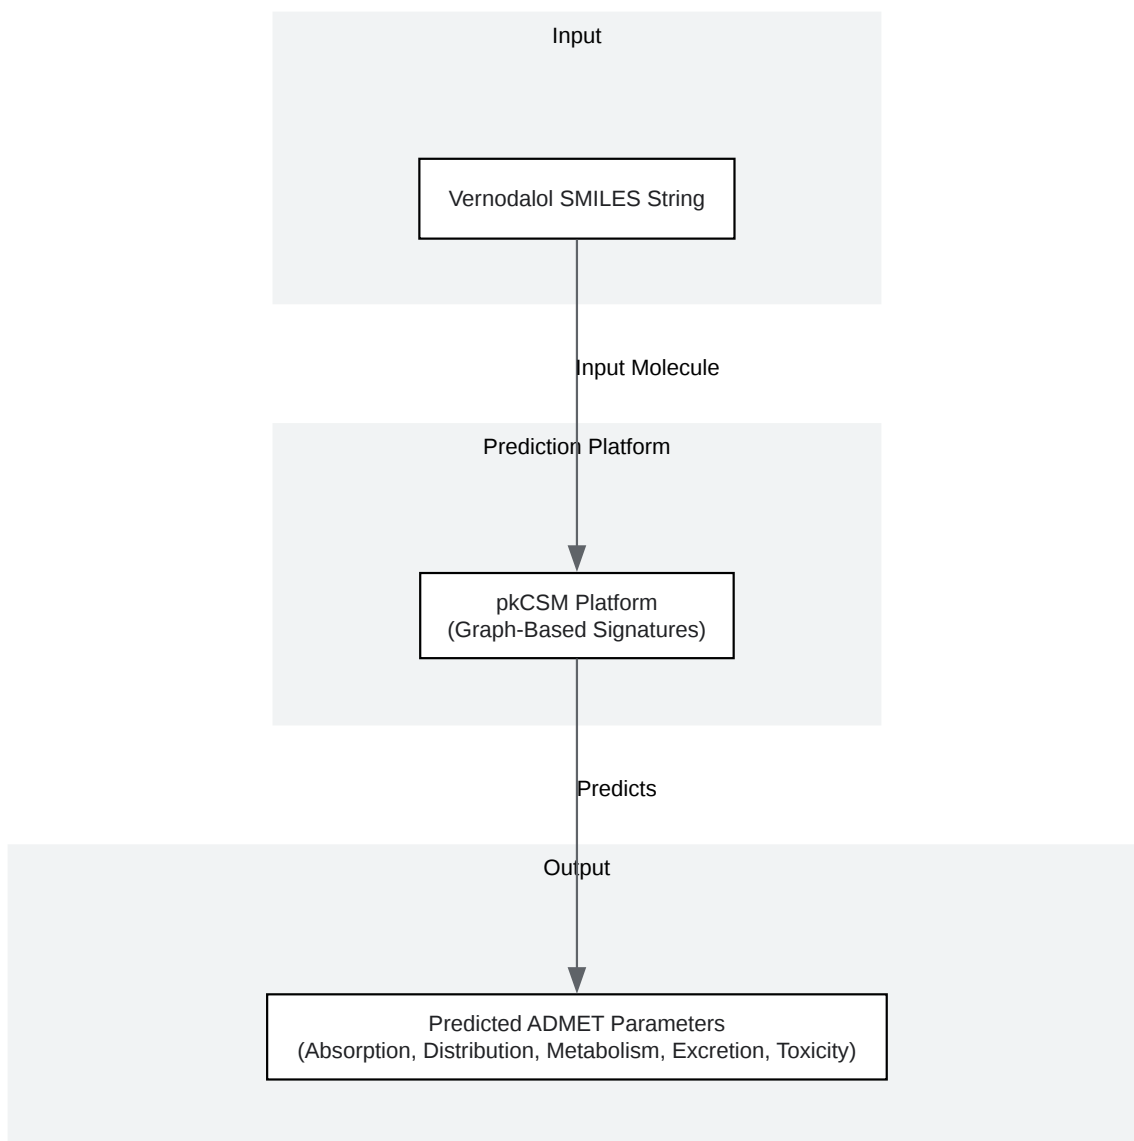 Input
Vernodalol SMILES String
Input Molecule
Prediction Platform
pkCSM Platform
(Graph-Based Signatures)
Predicts
Output
Predicted ADMET Parameters
(Absorption, Distribution, Metabolism, Excretion, Toxicity)